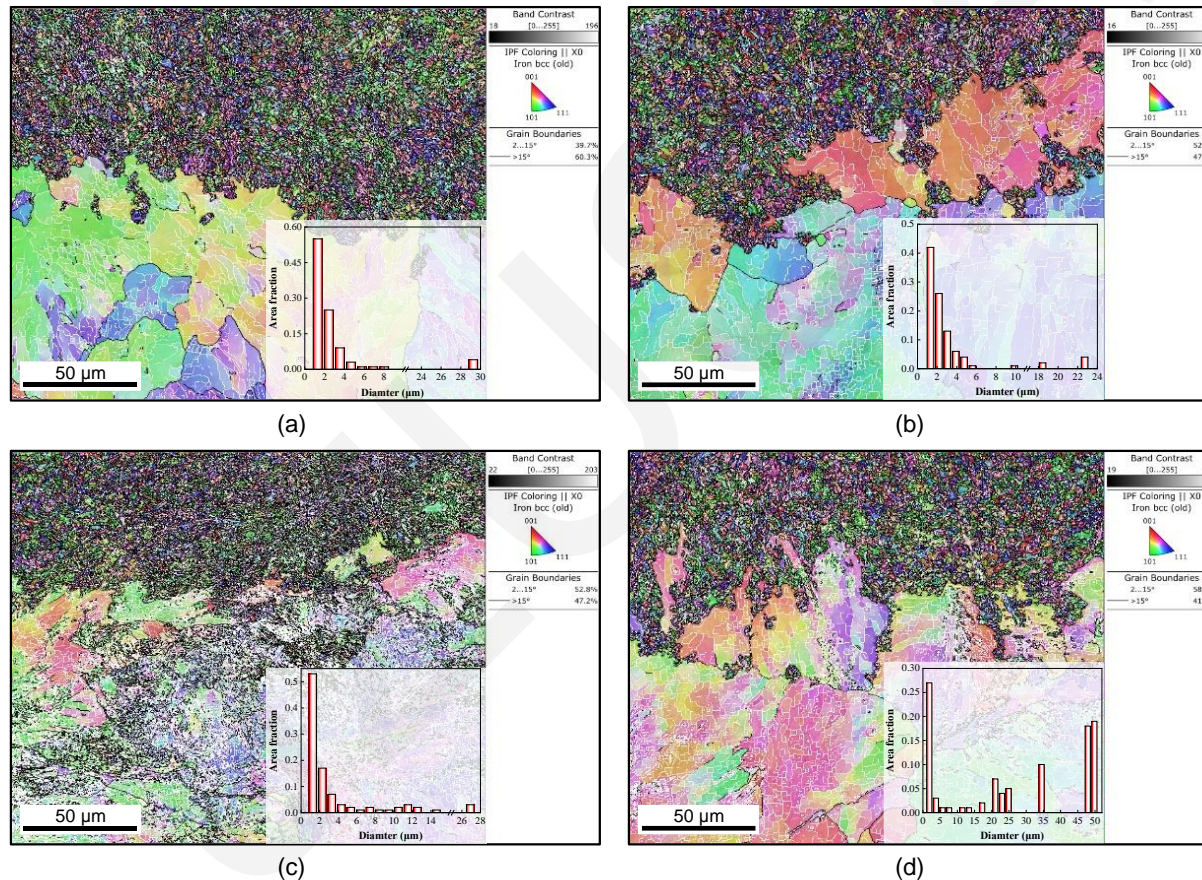 Band Contrast
18 [0...255] 196
IPF Coloring || X0
Iron bcc (old)
001
101 111
Grain Boundaries
2...15° 39.7%
>15° 60.3%
0.60
0.45
0.30
0.15
0.00
Area fraction
0 2 4 6 8 24 26 28 30
Diamter (μm)
50 μm
(a)
Band Contrast
16 [0...255]
IPF Coloring || X0
Iron bcc (old)
001
101 111
Grain Boundaries
2...15° 52
>15° 47
0.5
0.4
0.3
0.2
0.1
0.0
Area fraction
0 2 4 6 8 10 18 20 22 24
Diamter (μm)
50 μm
(b)
Band Contrast
22 [0...255] 203
IPF Coloring || X0
Iron bcc (old)
001
101 111
Grain Boundaries
2...15° 52.8%
>15° 47.2%
0.5
0.4
0.3
0.2
0.1
0.0
Area fraction
0 2 4 6 8 10 12 14 26 28
Diamter (μm)
50 μm
(c)
Band Contrast
19 [0...255]
IPF Coloring || X0
Iron bcc (old)
001
101 111
Grain Boundaries
2...15° 58
>15° 41
0.30
0.25
0.20
0.15
0.10
0.05
0.00
Area fraction
0 5 10 15 20 25 35 45 50
Diamter (μm)
50 μm
(d)